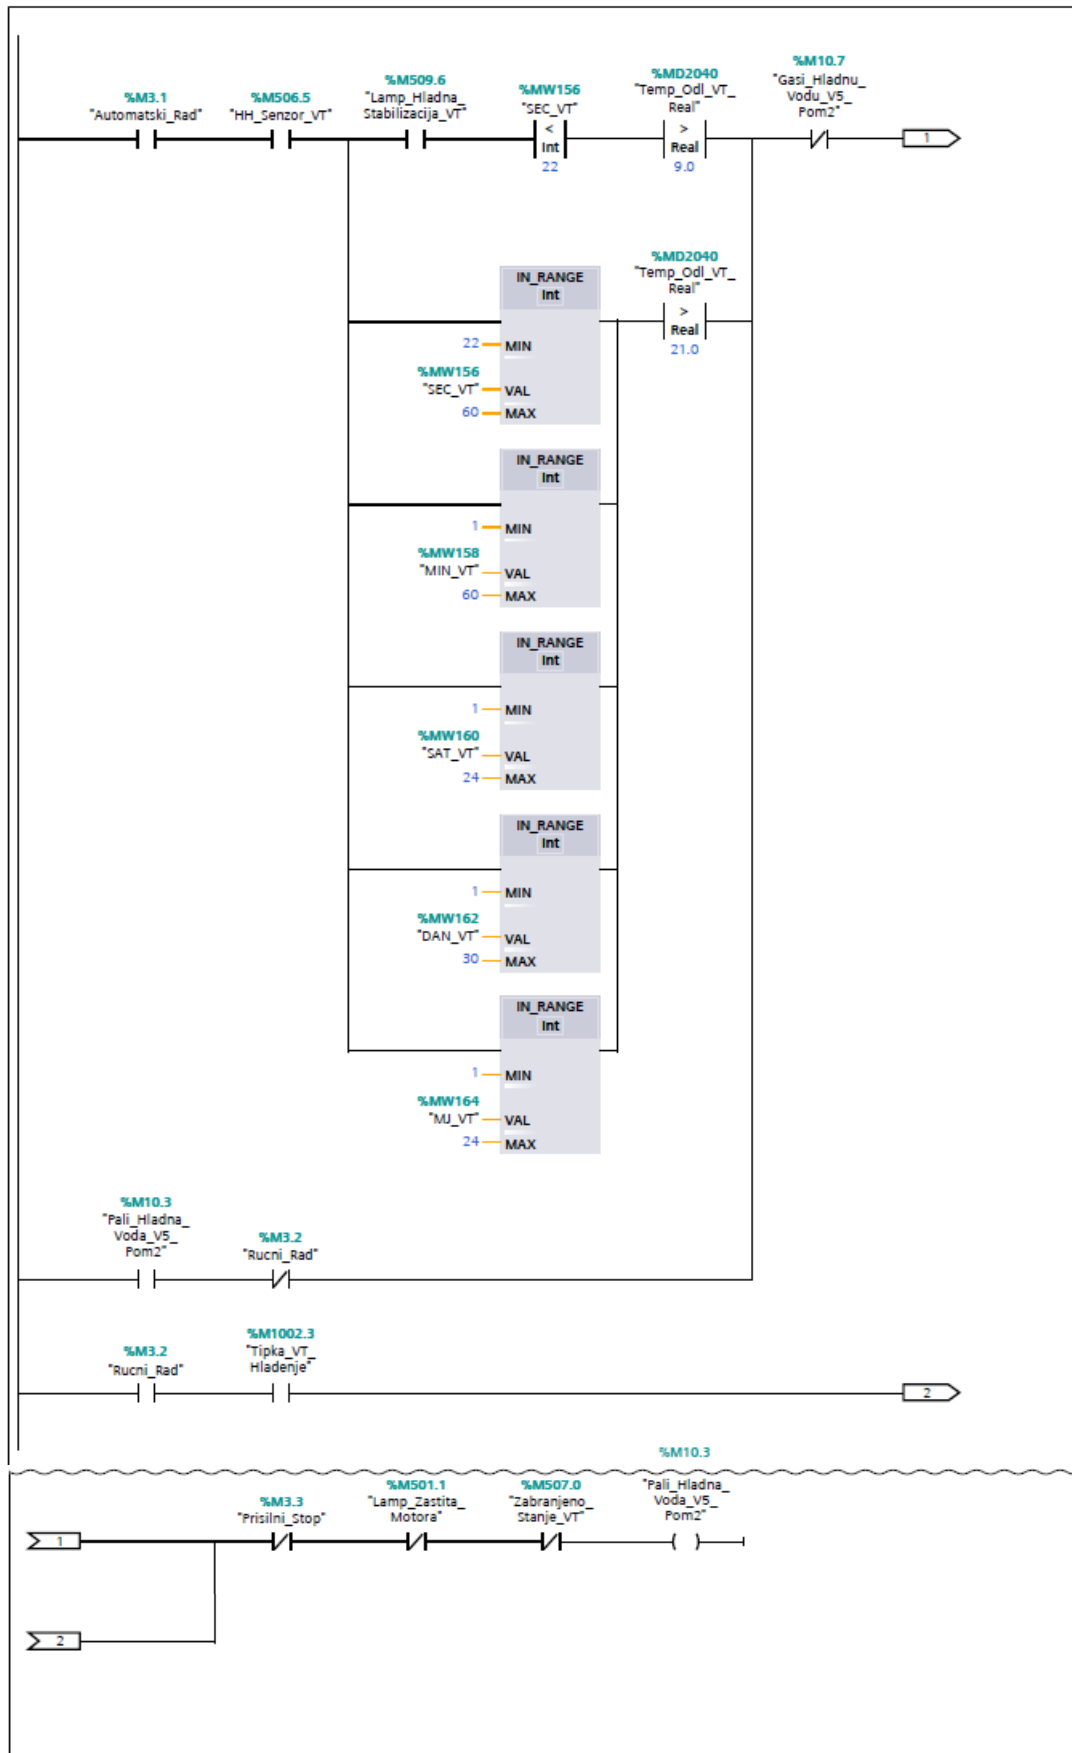 %M3.1
"Automatski_Rad"
%M506.5
"HH_Senzor_VT"
%M509.6
"Lamp_Hladna_
Stabilizacija_VT"
%MW156
"SEC_VT"
<
Int
22
%MD2040
"Temp_Odl_VT_
Real"
>
Real
9.0
%M10.7
"Gasi_Hladnu_
Vodu_V5_
Pom2"
1
IN_RANGE
Int
22
MIN
%MW156
"SEC_VT"
VAL
60
MAX
%MD2040
"Temp_Odl_VT_
Real"
>
Real
21.0
IN_RANGE
Int
1
MIN
%MW158
"MIN_VT"
VAL
60
MAX
IN_RANGE
Int
1
MIN
%MW160
"SAT_VT"
VAL
24
MAX
IN_RANGE
Int
1
MIN
%MW162
"DAN_VT"
VAL
30
MAX
IN_RANGE
Int
1
MIN
%MW164
"MJ_VT"
VAL
24
MAX
%M10.3
"Pali_Hladna_
Voda_V5_
Pom2"
%M3.2
"Rucni_Rad"
%M3.2
"Rucni_Rad"
%M1002.3
"Tipka_VT_
Hladenje"
2
1
%M3.3
"Prisilni_Stop"
%M501.1
"Lamp_Zastita_
Motora"
%M507.0
"Zabranjeno_
Stanje_VT"
%M10.3
"Pali_Hladna_
Voda_V5_
Pom2"
2